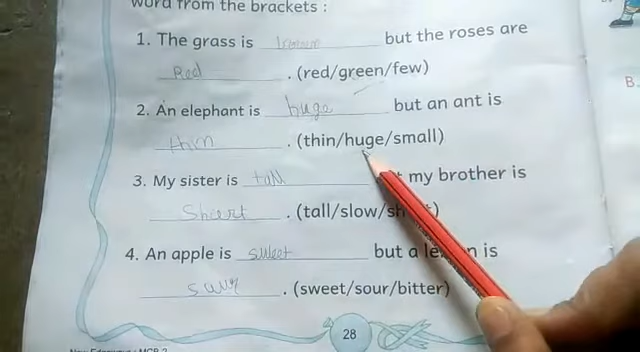 word from the brackets :
1. The grass is but the roses are
Red . (red/green/few)
2. An elephant is huge but an ant is
thin . (thin/huge/small)
3. My sister is tall my brother is
Shurt . (tall/slow/
4. An apple is sweet but a is
sour . (sweet/sour/bitter)
28
B.